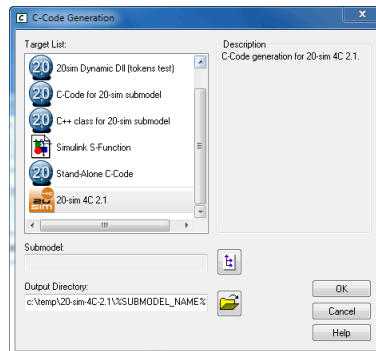 C-Code Generation
Target List:
20sim Dynamic Dll (tokens test)
C-Code for 20-sim submodel
C++ class for 20-sim submodel
Simulink S-Function
Stand-Alone C-Code
20-sim 4C 2.1
Description
C-Code generation for 20-sim 4C 2.1.
Submodel:
Output Directory:
c:\temp\20-sim-4C-2.1\%SUBMODEL_NAME%
OK
Cancel
Help